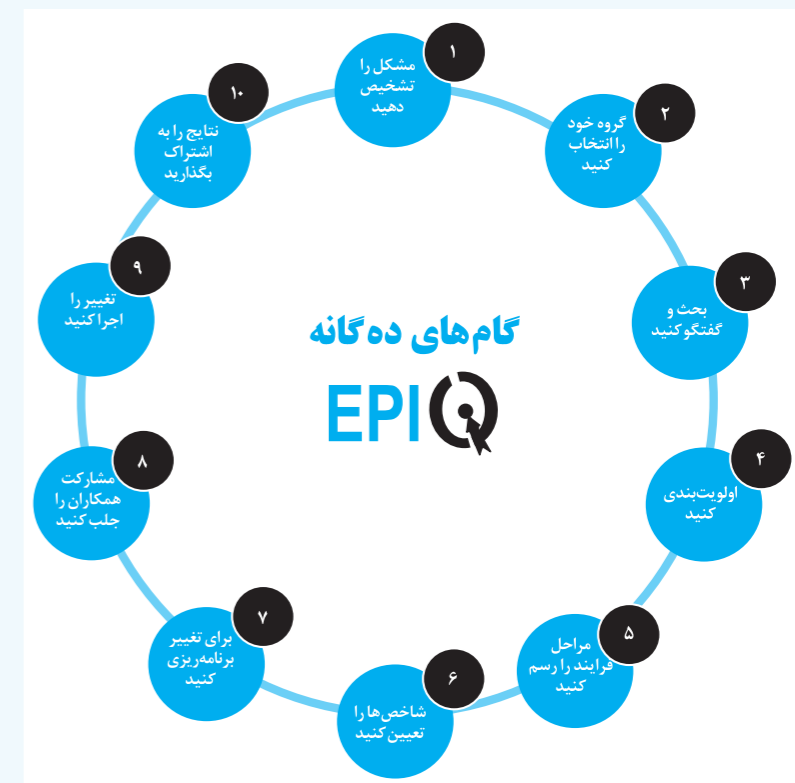 گام‌های ده گانه
EPIQ
۱
مشکل را
تشخیص
دهید
۲
گروه خود
را انتخاب
کنید
۳
بحث و
گفتگو کنید
۴
اولویت‌بندی
کنید
۵
مراحل
فرایند را رسم
کنید
۶
شاخص‌ها را
تعیین کنید
۷
برای تغییر
برنامه‌ریزی
کنید
۸
مشارکت
همکاران را
جلب کنید
۹
تغییر را
اجرا کنید
۱۰
نتایج را به
اشتراک
بگذارید